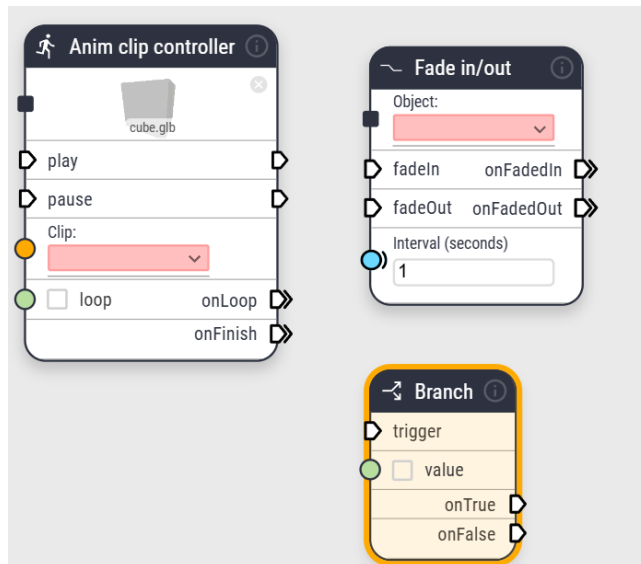 Anim clip controller
cube.glb
play
pause
Clip:
loop onLoop
onFinish
Fade in/out
Object:
fadeIn onFadedIn
fadeOut onFadedOut
Interval (seconds)
1
Branch
trigger
value
onTrue
onFalse